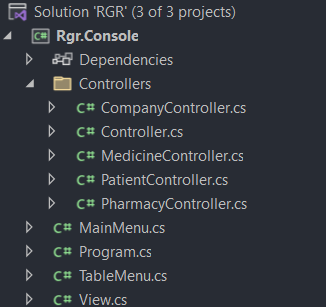 Solution 'RGR' (3 of 3 projects)
C# Rgr.Console
Dependencies
Controllers
C# CompanyController.cs
C# Controller.cs
C# MedicineController.cs
C# PatientController.cs
C# PharmacyController.cs
C# MainMenu.cs
C# Program.cs
C# TableMenu.cs
C# View.cs